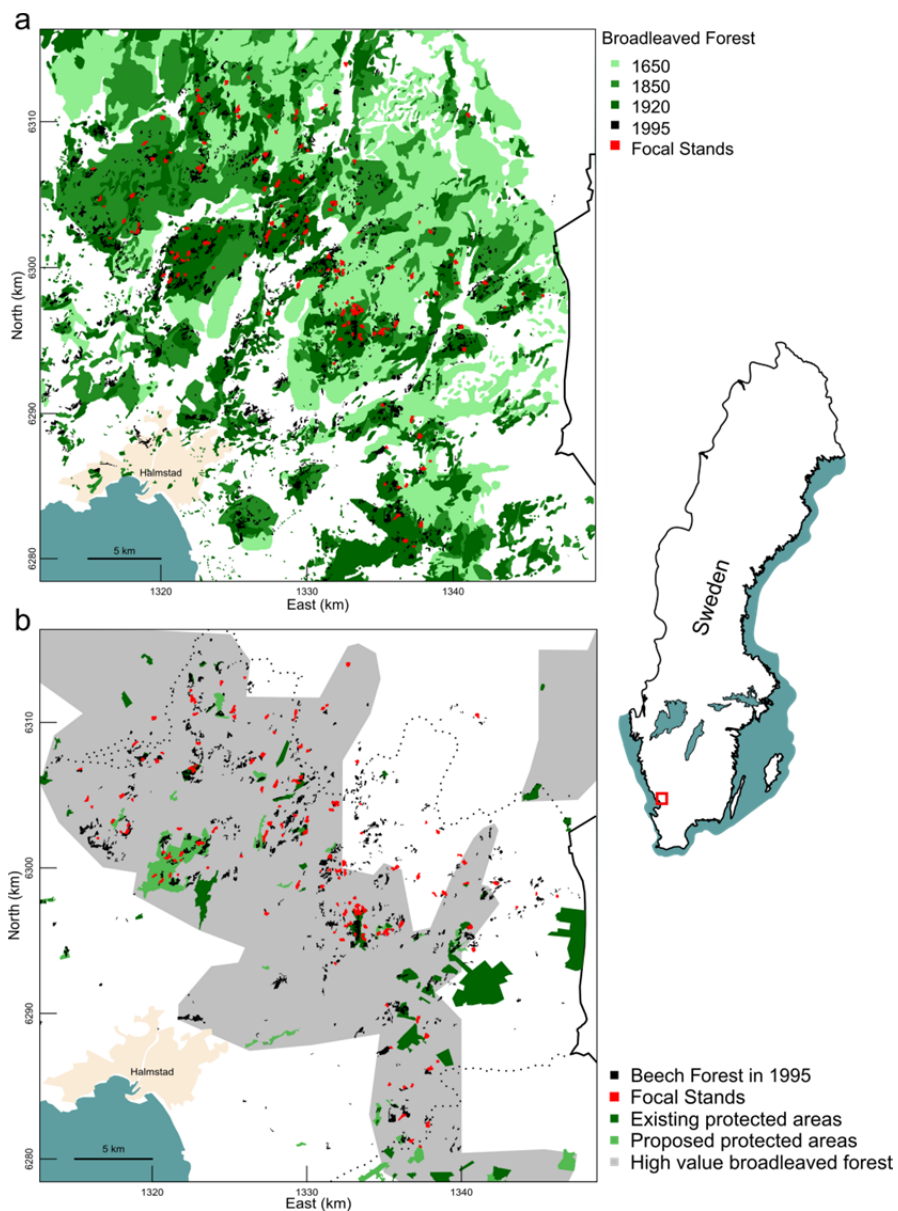 a
Broadleaved Forest
1650
1850
1920
1995
Focal Stands
North (km)
6310
6300
6290
6280
Halmstad
5 km
1320
1330
1340
East (km)
Sweden
b
North (km)
6310
6300
6290
6280
Halmstad
5 km
1320
1330
1340
East (km)
Beech Forest in 1995
Focal Stands
Existing protected areas
Proposed protected areas
High value broadleaved forest